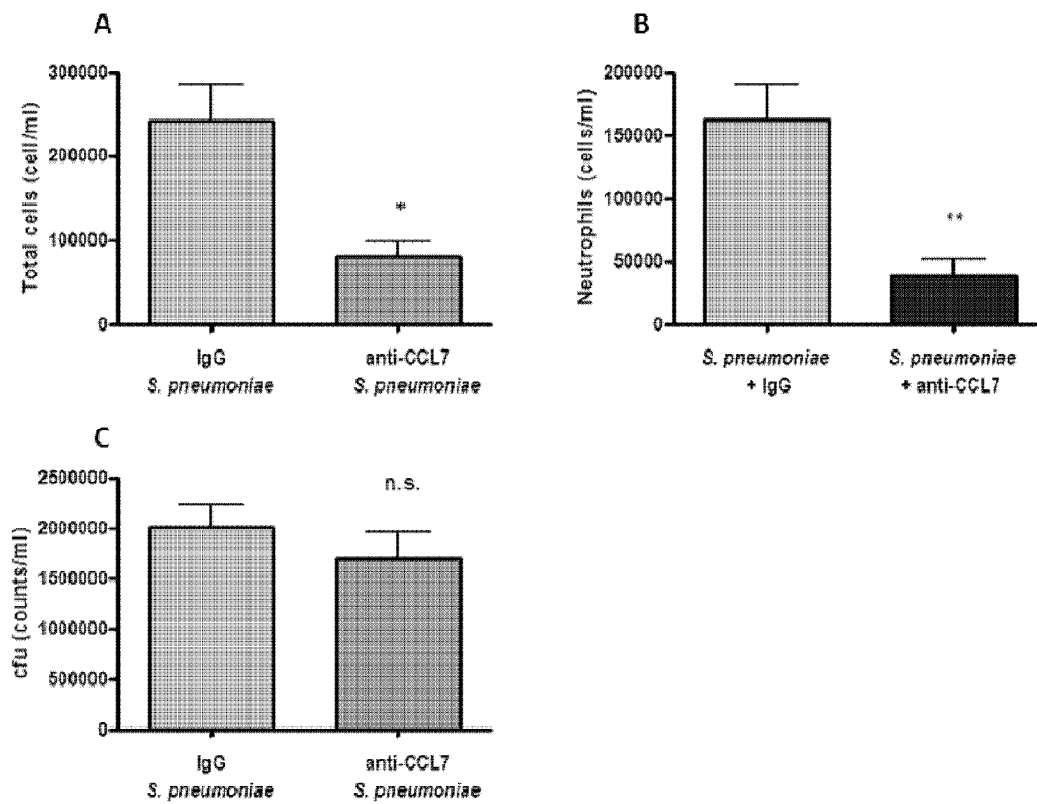 A
Total cells (cell/ml)
300000
200000
100000
0
*
IgG
S. pneumoniae
anti-CCL7
S. pneumoniae
B
Neutrophils (cells/ml)
200000
150000
100000
50000
0
**
S. pneumoniae
+ IgG
S. pneumoniae
+ anti-CCL7
C
cfu (counts/ml)
2500000
2000000
1500000
1000000
500000
0
n.s.
IgG
S. pneumoniae
anti-CCL7
S. pneumoniae